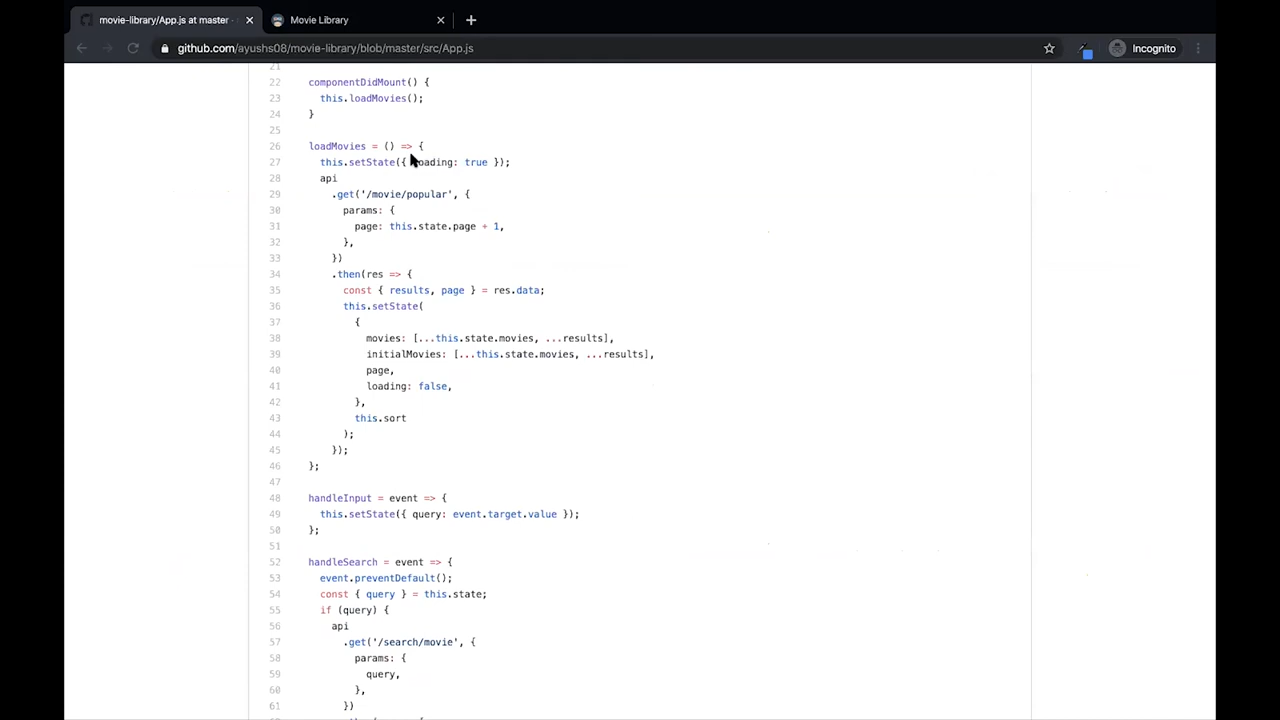 movie-library/App.js at master
Movie Library
github.com/ayushs08/movie-library/blob/master/src/App.js
Incognito
21
22 componentDidMount() {
23 this.loadMovies();
24 }
25
26 loadMovies = () => {
27 this.setState({ loading: true });
28 api
29 .get('/movie/popular', {
30 params: {
31 page: this.state.page + 1,
32 },
33 })
34 .then(res => {
35 const { results, page } = res.data;
36 this.setState(
37 {
38 movies: [...this.state.movies, ...results],
39 initialMovies: [...this.state.movies, ...results],
40 page,
41 loading: false,
42 },
43 this.sort
44 );
45 });
46 };
47
48 handleInput = event => {
49 this.setState({ query: event.target.value });
50 };
51
52 handleSearch = event => {
53 event.preventDefault();
54 const { query } = this.state;
55 if (query) {
56 api
57 .get('/search/movie', {
58 params: {
59 query,
60 },
61 })